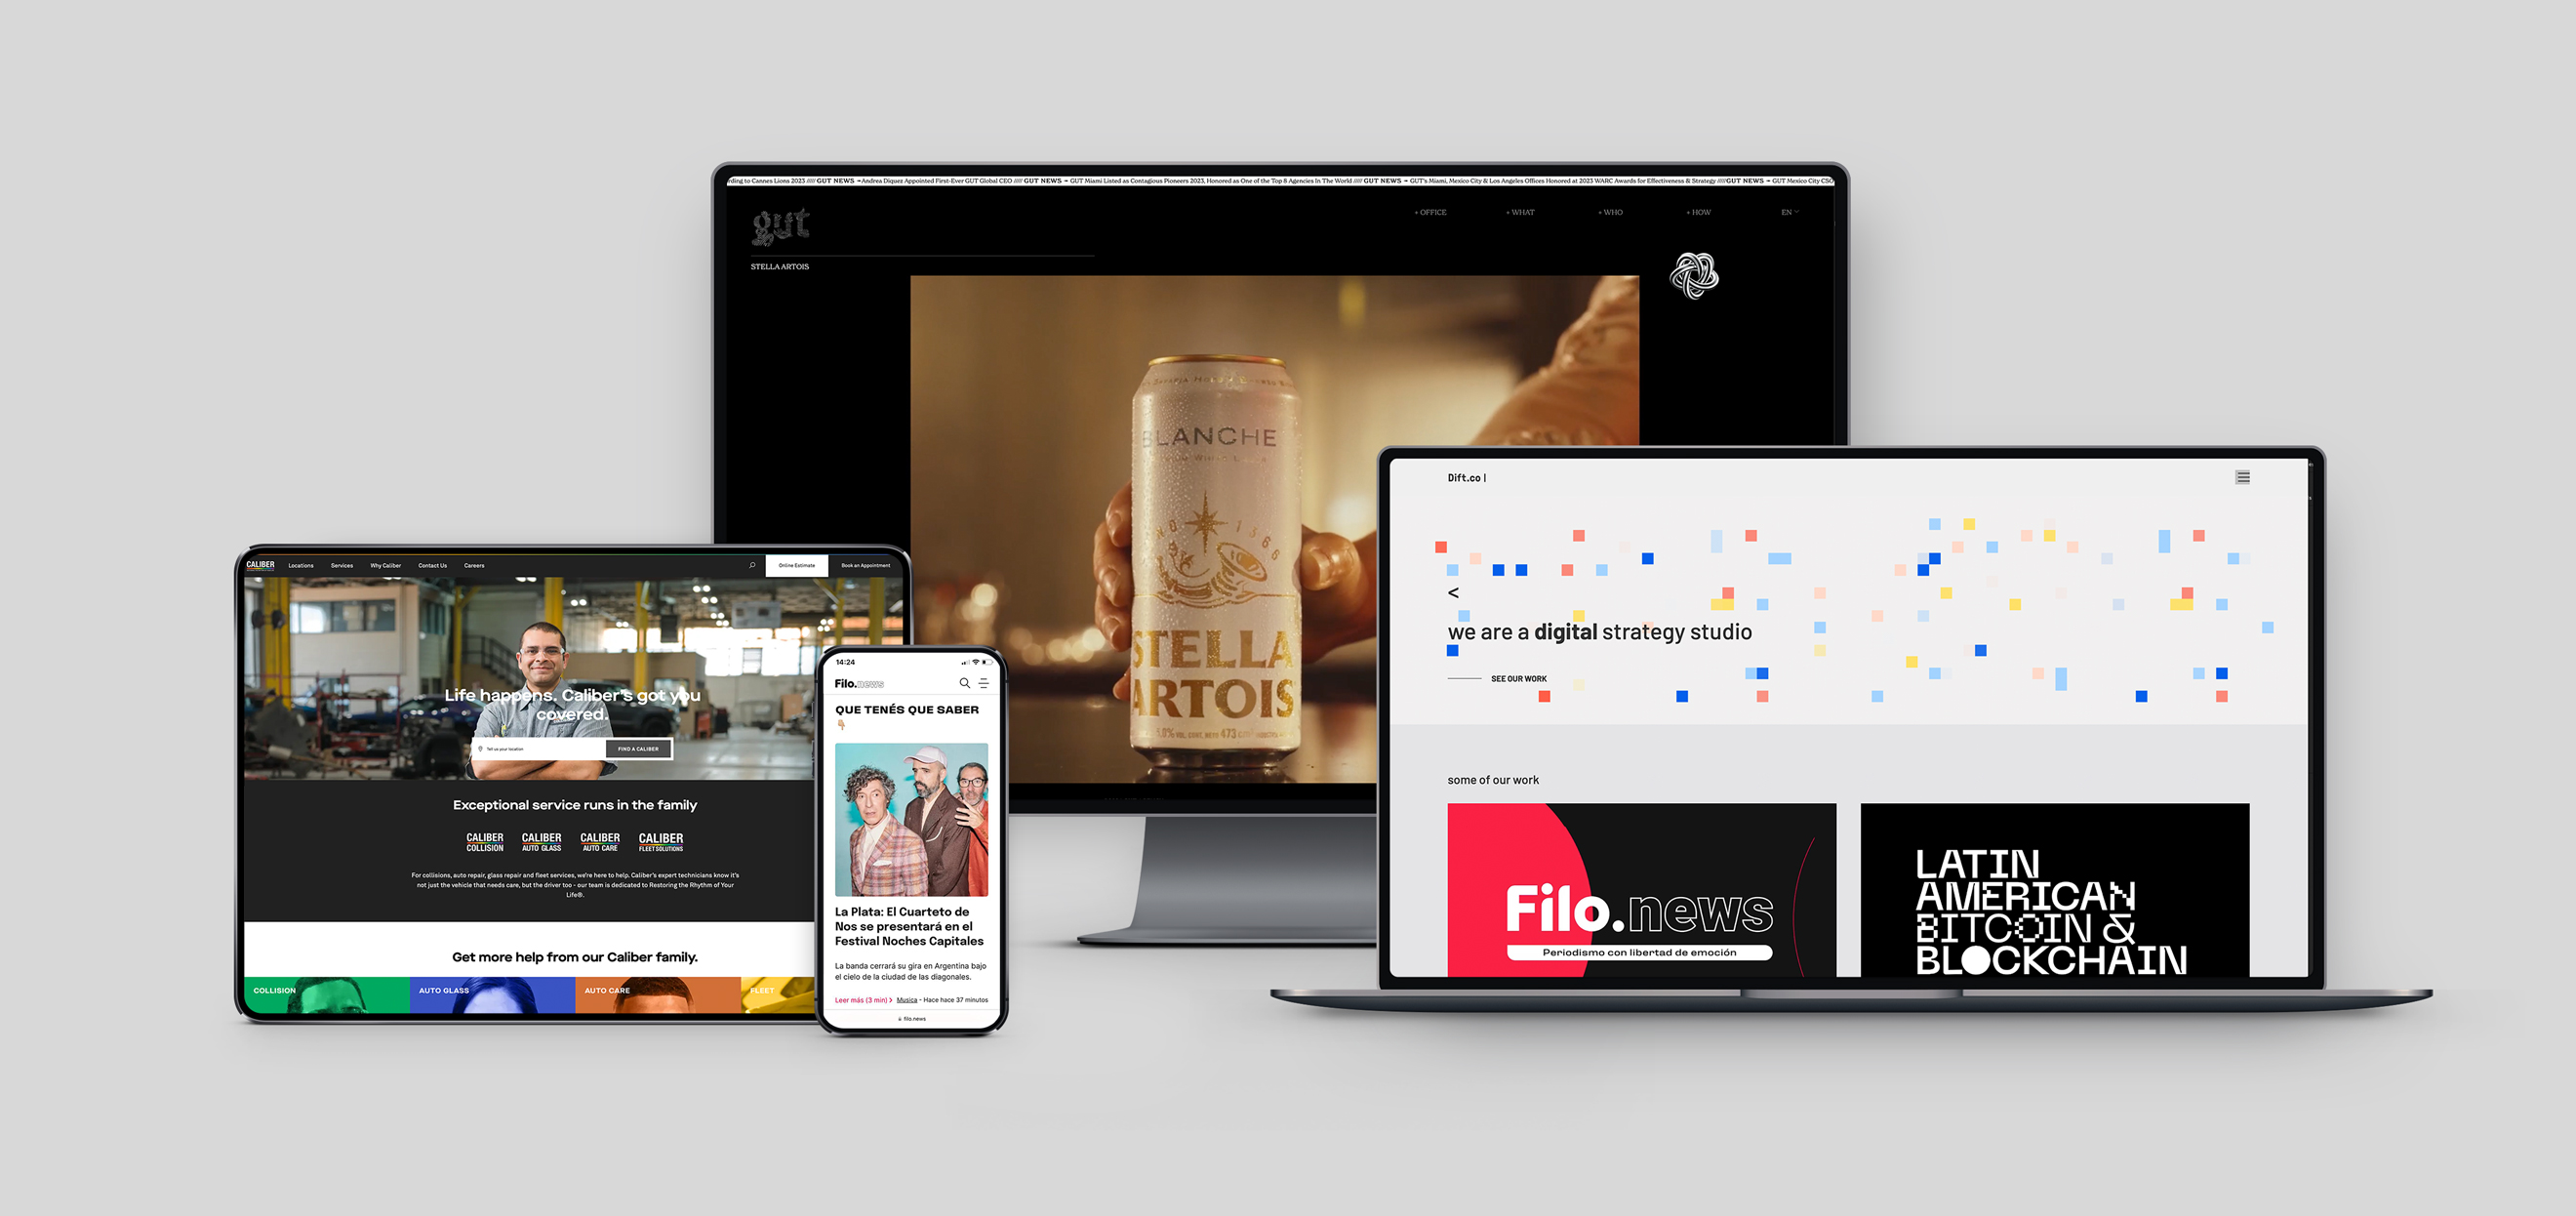 rding to Cannes Lions 2023 //// GUT NEWS → Andrea Diquez Appointed First-Ever GUT Global CEO //// GUT NEWS → GUT Miami Listed as Contagious Pioneers 2023, Honored as One of the Top 8 Agencies In The World //// GUT NEWS → GUT's Miami, Mexico City & Los Angeles Offices Honored at 2023 WARC Awards for Effectiveness & Strategy //// GUT NEWS → GUT Mexico City CSO
gut
+ OFFICE + WHAT + WHO + HOW EN
STELLA ARTOIS
BLANCHE
STELLA
ARTOIS
5.0% VOL. CONT. NETO 473
CALIBER Locations Services Why Caliber Contact Us Careers Online Estimate Book an Appointment
Life happens. Caliber's got you
covered.
Tell us your location FIND A CALIBER
Exceptional service runs in the family
CALIBER COLLISION
CALIBER AUTO GLASS
CALIBER AUTO CARE
CALIBER FLEET SOLUTIONS
For collisions, auto repair, glass repair and fleet services, we're here to help. Caliber's expert technicians know it's
not just the vehicle that needs care, but the driver too - our team is dedicated to Restoring the Rhythm of Your
Life®.
Get more help from our Caliber family.
COLLISION AUTO GLASS AUTO CARE FLEET
14:24
Filo.news
QUE TENÉS QUE SABER
👇🏼
La Plata: El Cuarteto de
Nos se presentará en el
Festival Noches Capitales
La banda cerrará su gira en Argentina bajo
el cielo de la ciudad de las diagonales.
Leer más (3 min) > Musica - Hace hace 37 minutos
filo.news
Dift.co |
<
we are a digital strategy studio
SEE OUR WORK
some of our work
Filo.news
Periodismo con libertad de emoción
LATIN
AMERICAN
BITCOIN &
BLOCKCHAIN